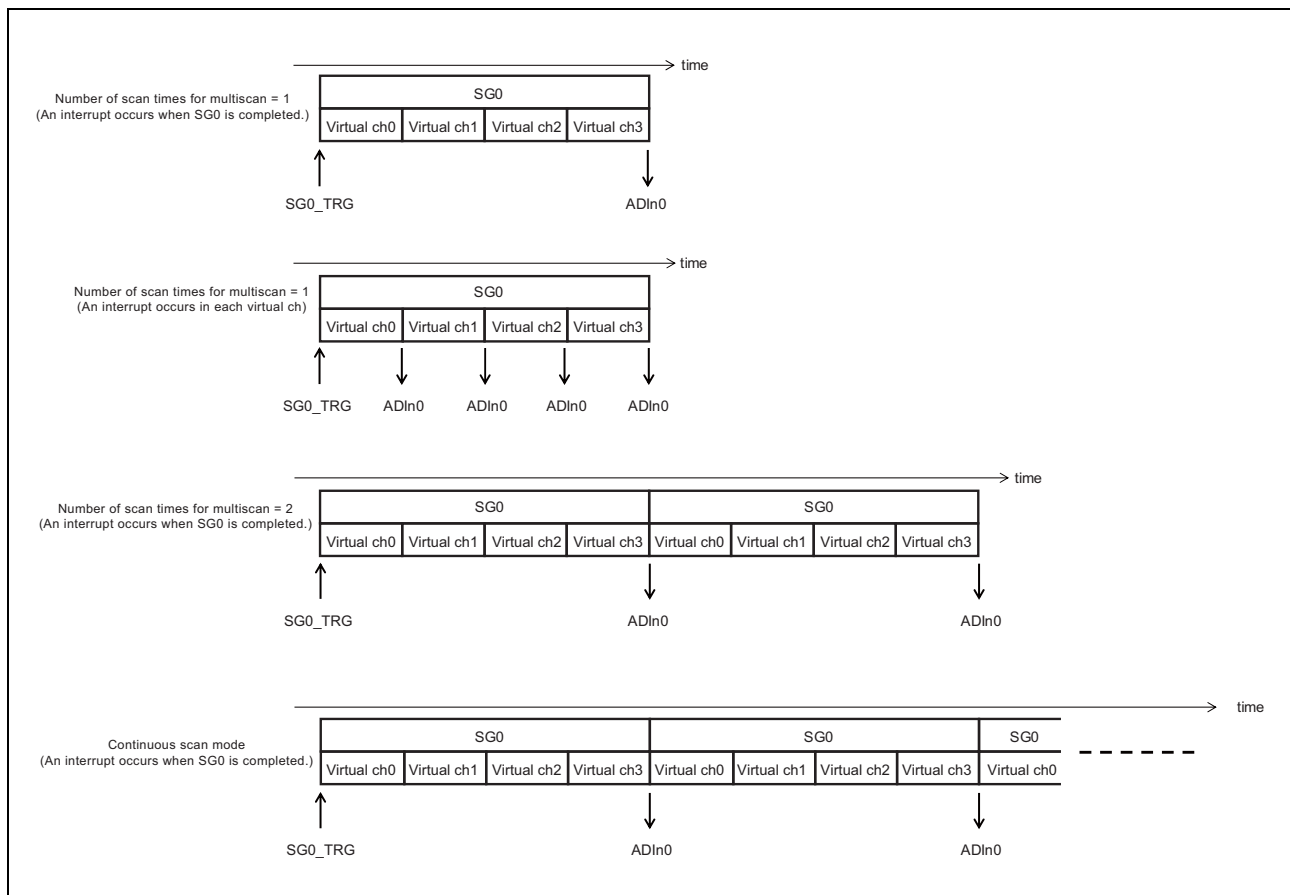 time
Number of scan times for multiscan = 1
(An interrupt occurs when SG0 is completed.)
SG0
Virtual ch0 Virtual ch1 Virtual ch2 Virtual ch3
SG0_TRG ADIn0
time
Number of scan times for multiscan = 1
(An interrupt occurs in each virtual ch)
SG0
Virtual ch0 Virtual ch1 Virtual ch2 Virtual ch3
SG0_TRG ADIn0 ADIn0 ADIn0 ADIn0
time
Number of scan times for multiscan = 2
(An interrupt occurs when SG0 is completed.)
SG0 SG0
Virtual ch0 Virtual ch1 Virtual ch2 Virtual ch3 Virtual ch0 Virtual ch1 Virtual ch2 Virtual ch3
SG0_TRG ADIn0 ADIn0
time
Continuous scan mode
(An interrupt occurs when SG0 is completed.)
SG0 SG0 SG0
Virtual ch0 Virtual ch1 Virtual ch2 Virtual ch3 Virtual ch0 Virtual ch1 Virtual ch2 Virtual ch3 Virtual ch0
SG0_TRG ADIn0 ADIn0